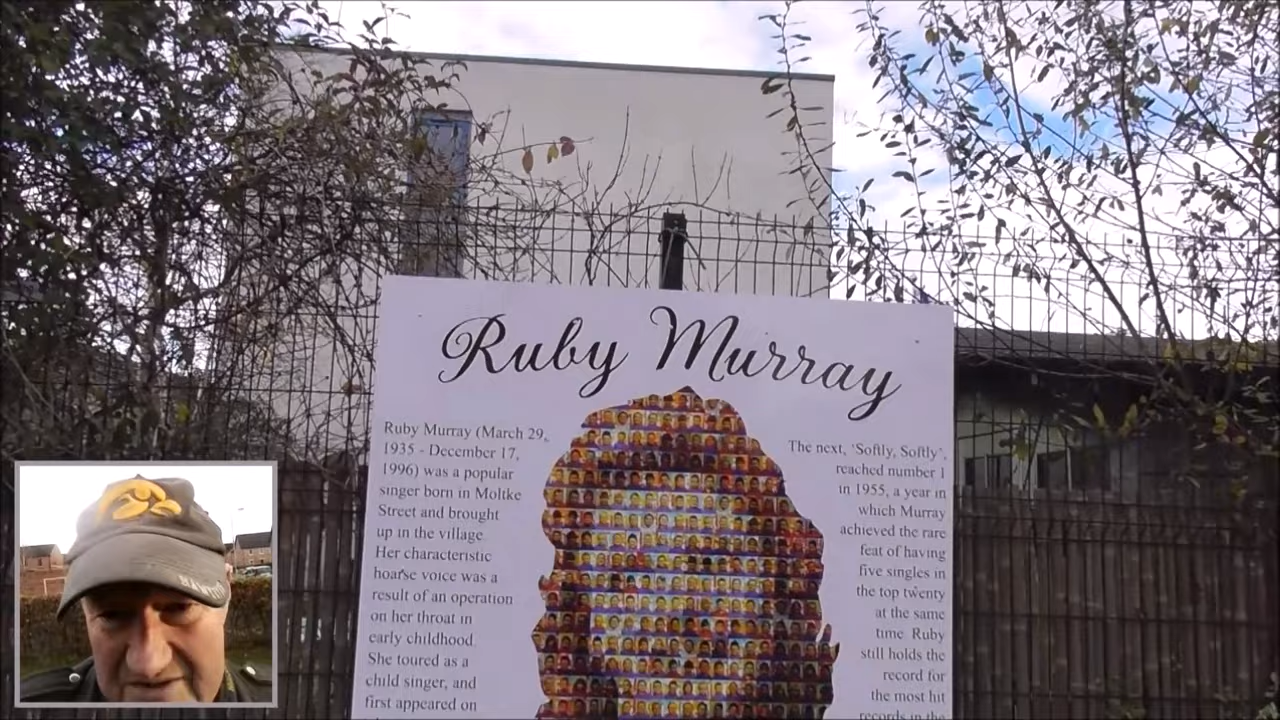 Ruby Murray
Ruby Murray (March 29,
1935 - December 17,
1996) was a popular
singer born in Moltke
Street and brought
up in the village.
Her characteristic
hoarse voice was a
result of an operation
on her throat in
early childhood.
She toured as a
child singer, and
first appeared on
The next, 'Softly, Softly',
reached number 1
in 1955, a year in
which Murray
achieved the rare
feat of having
five singles in
the top twenty
at the same
time Ruby
still holds the
record for
the most hit
records in the